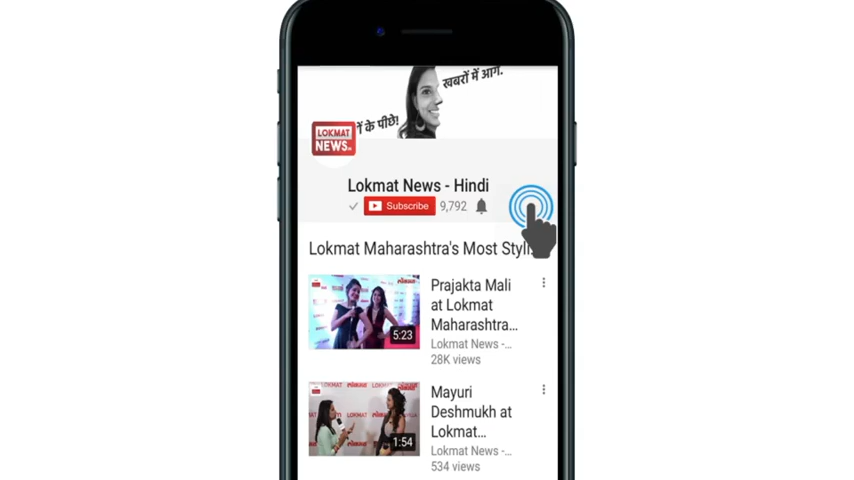 खबरों में आग.
के पीछे!
LOKMAT
NEWS.in
Lokmat News - Hindi
Subscribe 9,792
Lokmat Maharashtra's Most Styli
Prajakta Mali
at Lokmat
Maharashtra...
Lokmat News -...
28K views
5:23
Mayuri
Deshmukh at
Lokmat...
Lokmat News -...
534 views
1:54